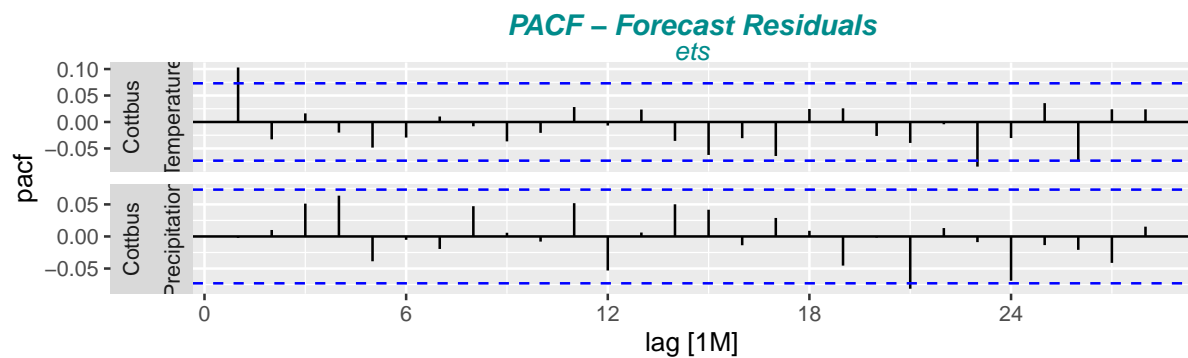 PACF – Forecast Residuals
ets
pacf
Cottbus
Temperature
0.10
0.05
0.00
−0.05
Cottbus
Precipitation
0.05
0.00
−0.05
0 6 12 18 24
lag [1M]